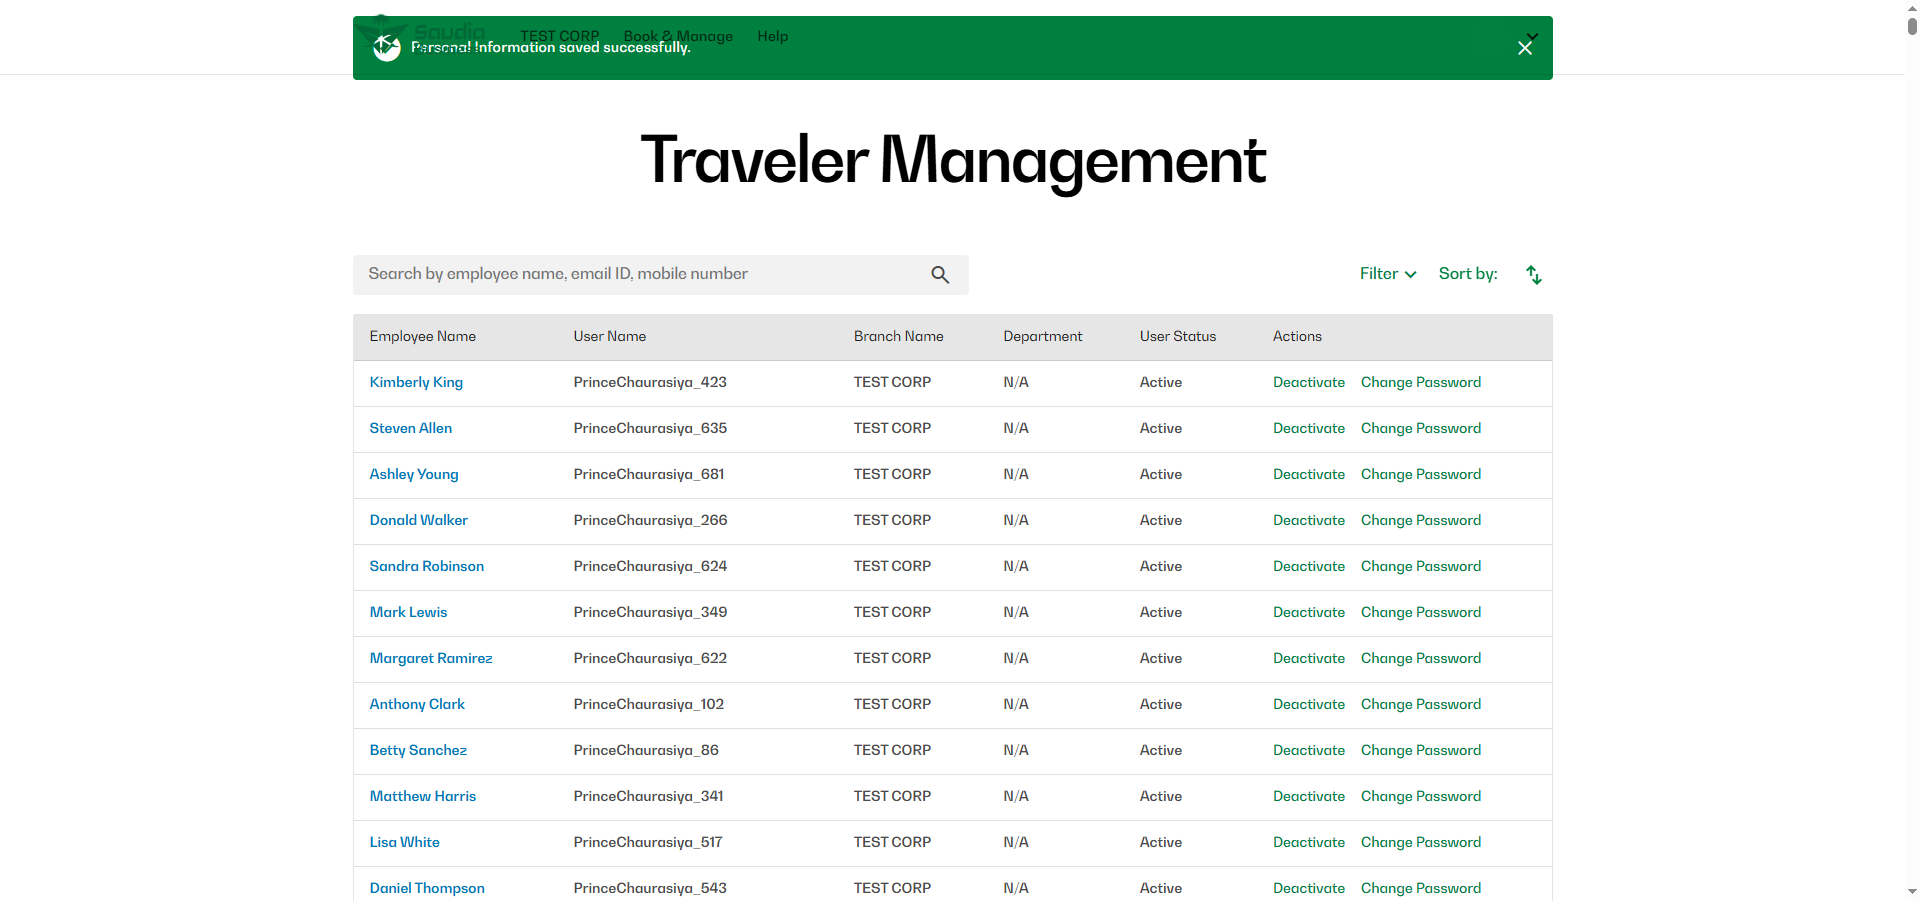 Saudia
TEST CORP Book & Manage Help
Personal Information saved successfully.
Traveler Management
Search by employee name, email ID, mobile number
Filter Sort by:
Employee Name User Name Branch Name Department User Status Actions
Kimberly King PrinceChaurasiya_423 TEST CORP N/A Active Deactivate Change Password
Steven Allen PrinceChaurasiya_635 TEST CORP N/A Active Deactivate Change Password
Ashley Young PrinceChaurasiya_681 TEST CORP N/A Active Deactivate Change Password
Donald Walker PrinceChaurasiya_266 TEST CORP N/A Active Deactivate Change Password
Sandra Robinson PrinceChaurasiya_624 TEST CORP N/A Active Deactivate Change Password
Mark Lewis PrinceChaurasiya_349 TEST CORP N/A Active Deactivate Change Password
Margaret Ramirez PrinceChaurasiya_622 TEST CORP N/A Active Deactivate Change Password
Anthony Clark PrinceChaurasiya_102 TEST CORP N/A Active Deactivate Change Password
Betty Sanchez PrinceChaurasiya_86 TEST CORP N/A Active Deactivate Change Password
Matthew Harris PrinceChaurasiya_341 TEST CORP N/A Active Deactivate Change Password
Lisa White PrinceChaurasiya_517 TEST CORP N/A Active Deactivate Change Password
Daniel Thompson PrinceChaurasiya_543 TEST CORP N/A Active Deactivate Change Password